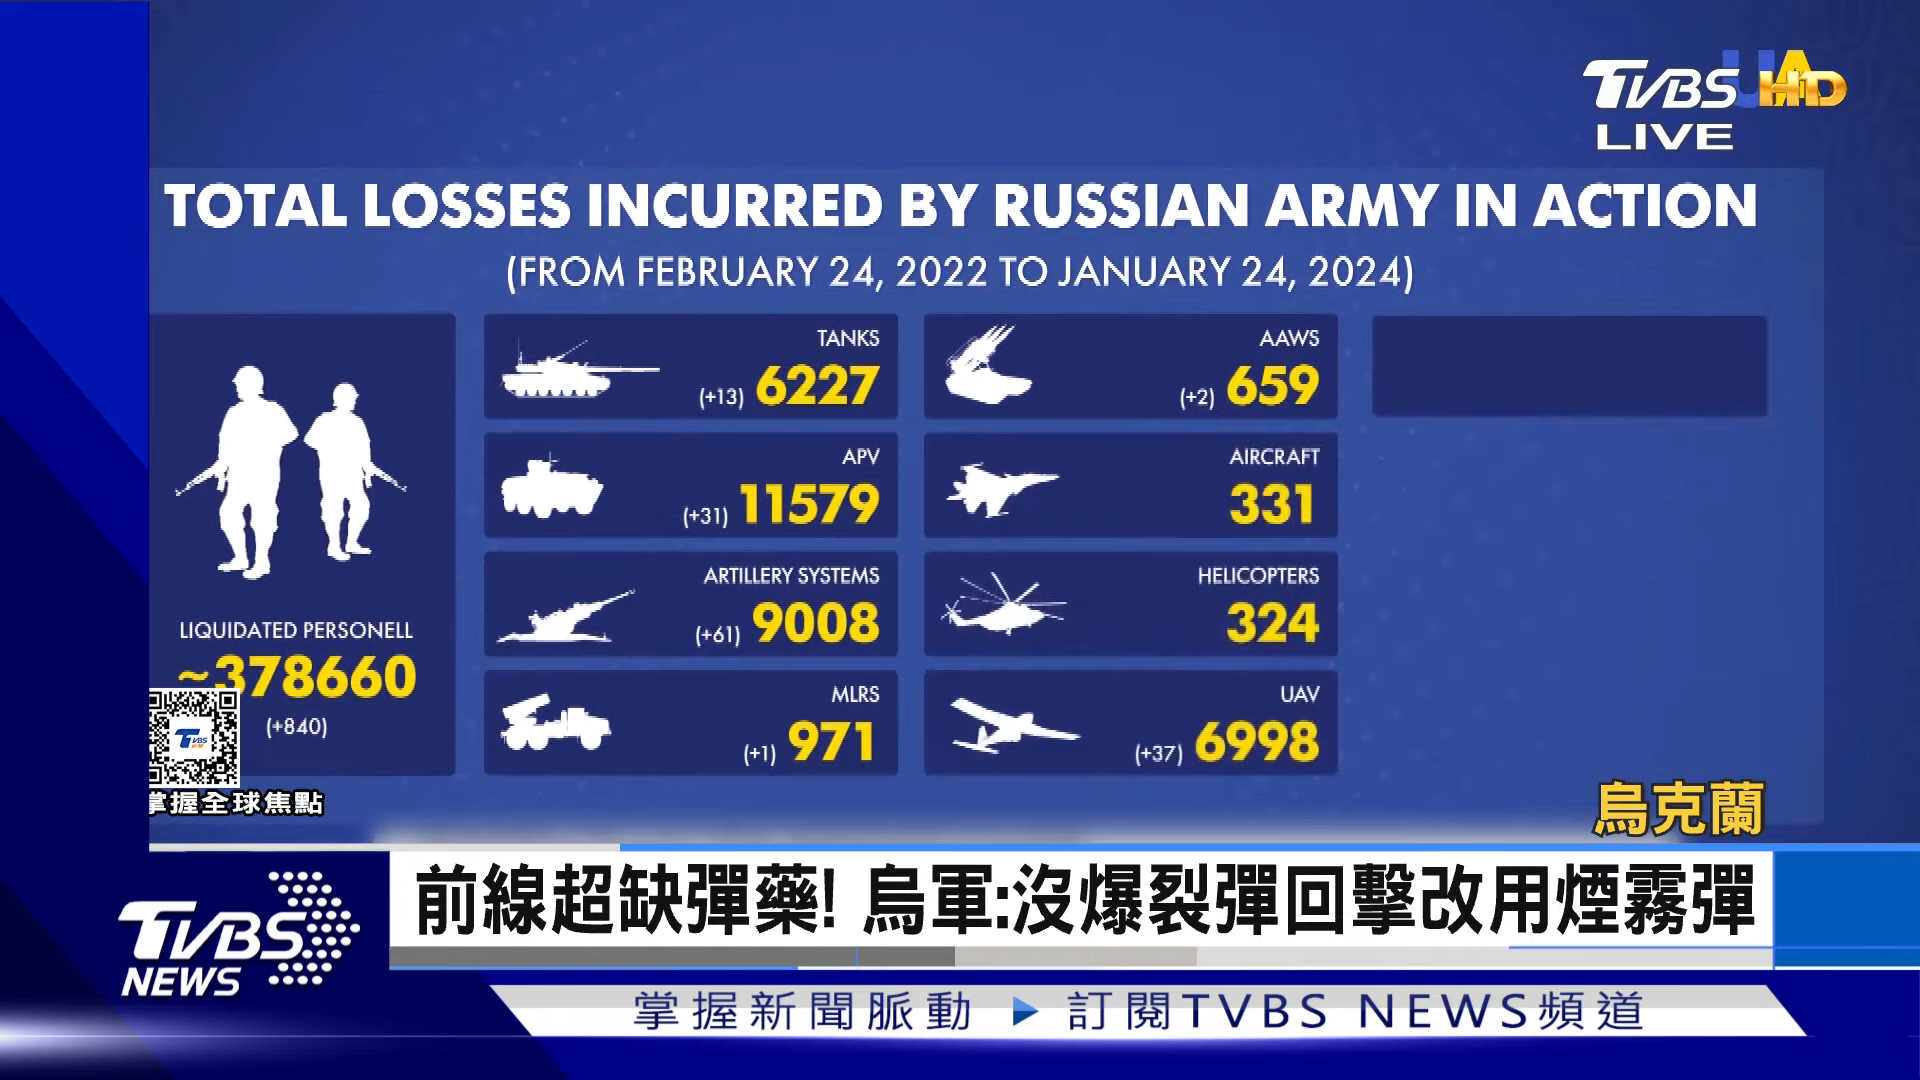 TVBS HD
LIVE
TOTAL LOSSES INCURRED BY RUSSIAN ARMY IN ACTION
(FROM FEBRUARY 24, 2022 TO JANUARY 24, 2024)
LIQUIDATED PERSONELL
~378660
(+840)
TANKS
(+13) 6227
APV
(+31) 11579
ARTILLERY SYSTEMS
(+61) 9008
MLRS
(+1) 971
AAWS
(+2) 659
AIRCRAFT
331
HELICOPTERS
324
UAV
(+37) 6998
TVBS
掌握全球焦點
烏克蘭
前線超缺彈藥! 烏軍:沒爆裂彈回擊改用煙霧彈
TVBS
NEWS
掌握新聞脈動 ▶ 訂閱TVBS NEWS頻道